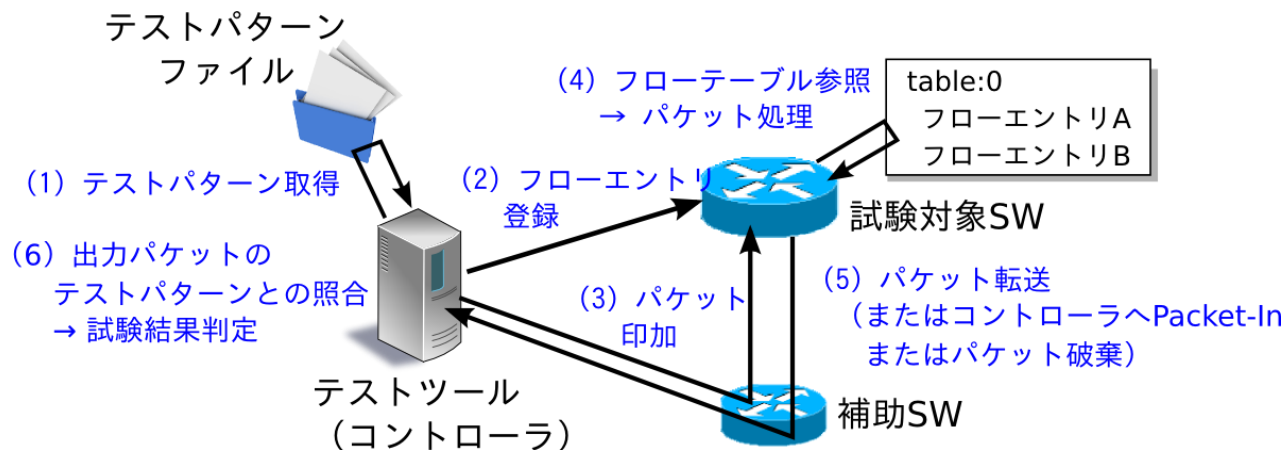 テストパターン
ファイル
(1) テストパターン取得
(2) フローエントリ
登録
(3) パケット
印加
(4) フローテーブル参照
→ パケット処理
table:0
フローエントリA
フローエントリB
試験対象SW
(5) パケット転送
(またはコントローラへPacket-In
またはパケット破棄)
(6) 出力パケットの
テストパターンとの照合
→ 試験結果判定
テストツール
(コントローラ)
補助SW